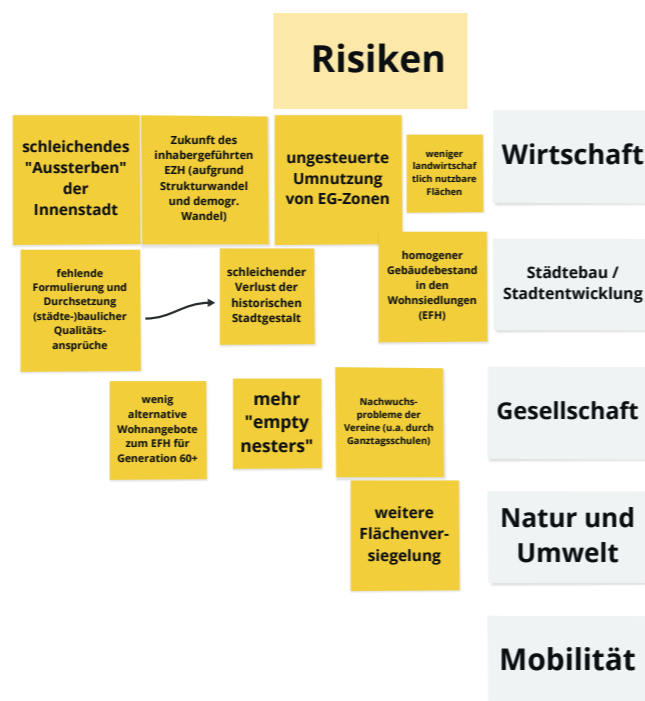 Risiken
schleichendes
"Aussterben"
der
Innenstadt
Zukunft des
inhabergeführten
EZH (aufgrund
Strukturwandel
und demogr.
Wandel)
ungesteuerte
Umnutzung
von EG-Zonen
weniger
landwirtschaf
tlich nutzbare
Flächen
Wirtschaft
fehlende
Formulierung und
Durchsetzung
(städte-)baulicher
Qualitäts-
ansprüche
schleichender
Verlust der
historischen
Stadtgestalt
homogener
Gebäudebestand
in den
Wohnsiedlungen
(EFH)
Städtebau /
Stadtentwicklung
wenig
alternative
Wohnangebote
zum EFH für
Generation 60+
mehr
"empty
nesters"
Nachwuchs-
probleme der
Vereine (u.a. durch
Ganztagsschulen)
Gesellschaft
weitere
Flächenver-
siegelung
Natur und
Umwelt
Mobilität